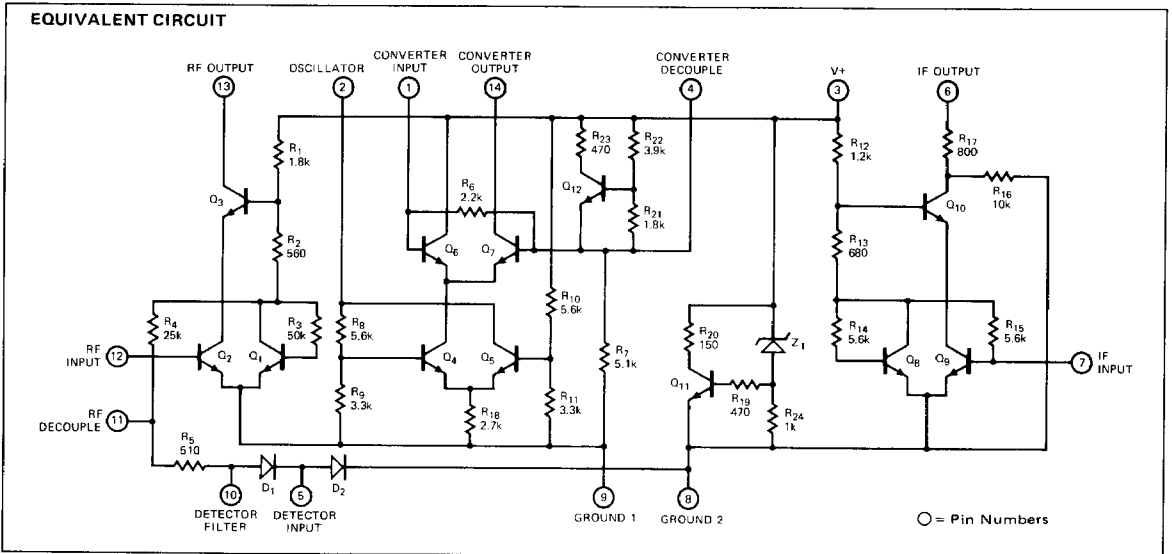 EQUIVALENT CIRCUIT
RF OUTPUT
13
OSCILLATOR
2
CONVERTER
INPUT
1
CONVERTER
OUTPUT
14
CONVERTER
DECOUPLE
4
V+
3
IF OUTPUT
6
R1
1.8k
R23
470
R22
3.9k
R12
1.2k
R17
800
R16
10k
Q3
R6
2.2k
Q12
R21
1.8k
Q10
R2
560
Q6
Q7
R13
680
R4
25k
R3
50k
R8
5.6k
R10
5.6k
R20
150
Z1
R14
5.6k
R15
5.6k
RF
INPUT
12
Q2
Q1
Q4
Q5
R7
5.1k
Q11
R19
470
Q8
Q9
7
IF
INPUT
RF
DECOUPLE
11
R9
3.3k
R18
2.7k
R11
3.3k
R24
1k
R5
510
10
DETECTOR
FILTER
D1
5
DETECTOR
INPUT
D2
9
GROUND 1
8
GROUND 2
= Pin Numbers